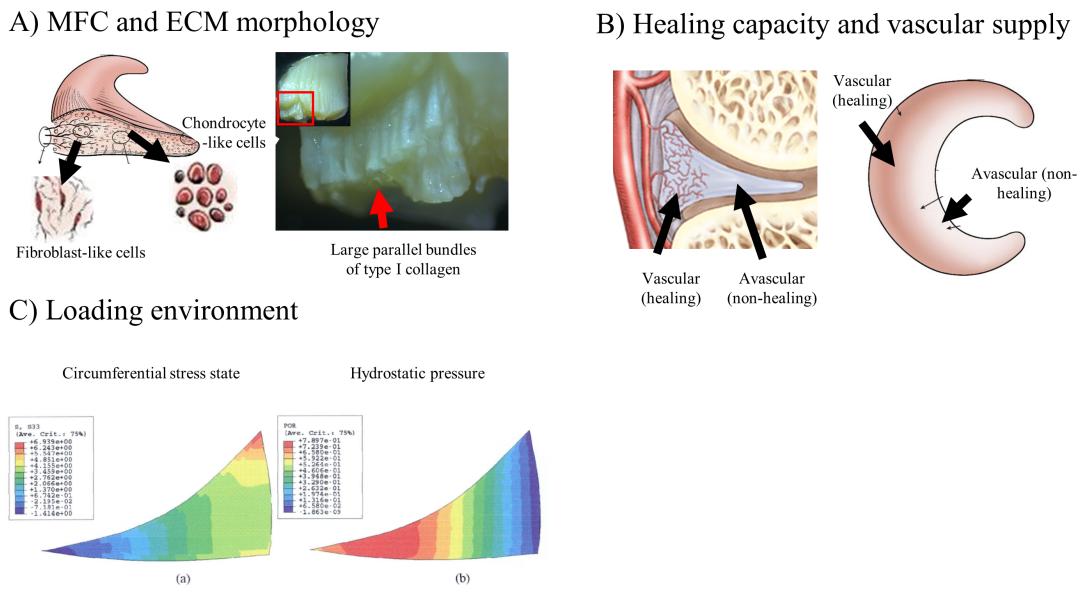 A) MFC and ECM morphology
Chondrocyte
-like cells
Fibroblast-like cells
Large parallel bundles
of type I collagen
B) Healing capacity and vascular supply
Vascular
(healing)
Avascular (non-
healing)
Vascular
(healing)
Avascular
(non-healing)
C) Loading environment
Circumferential stress state
S, S33
(Ave. Crit.: 75%)
+6.939e+00
+6.243e+00
+5.547e+00
+4.851e+00
+4.155e+00
+3.459e+00
+2.762e+00
+2.066e+00
+1.370e+00
+6.742e-01
-2.195e-02
-7.181e-01
-1.414e+00
(a)
Hydrostatic pressure
POR
(Ave. Crit.: 75%)
+7.897e-01
+7.239e-01
+6.580e-01
+5.922e-01
+5.264e-01
+4.606e-01
+3.948e-01
+3.290e-01
+2.632e-01
+1.974e-01
+1.316e-01
+6.580e-02
-1.863e-09
(b)